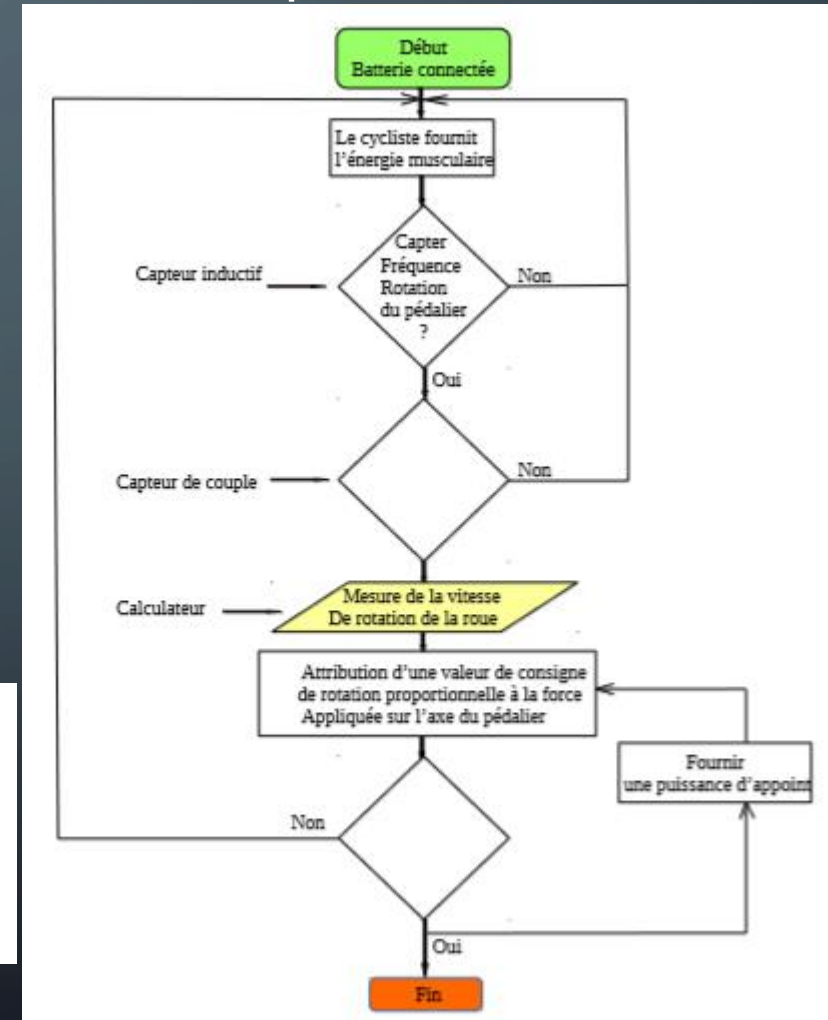 Début
Batterie connectée
Le cycliste fournit
l'énergie musculaire
Capter
Fréquence
Rotation
du pédalier
?
Capteur inductif
Non
Oui
Capteur de couple
Non
Calculateur
Mesure de la vitesse
De rotation de la roue
Attribution d'une valeur de consigne
de rotation proportionnelle à la force
Appliquée sur l'axe du pédalier
Fournir
une puissance d'appoint
Non
Oui
Fin